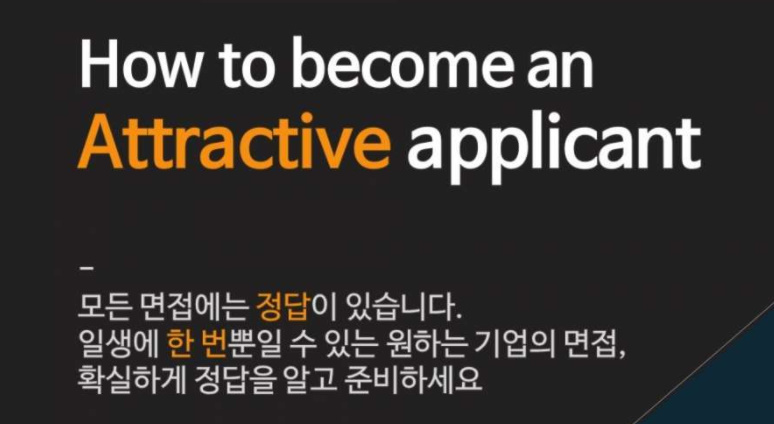 How to become an
Attractive applicant
–
모든 면접에는 정답이 있습니다.
일생에 한 번뿐일 수 있는 원하는 기업의 면접,
확실하게 정답을 알고 준비하세요